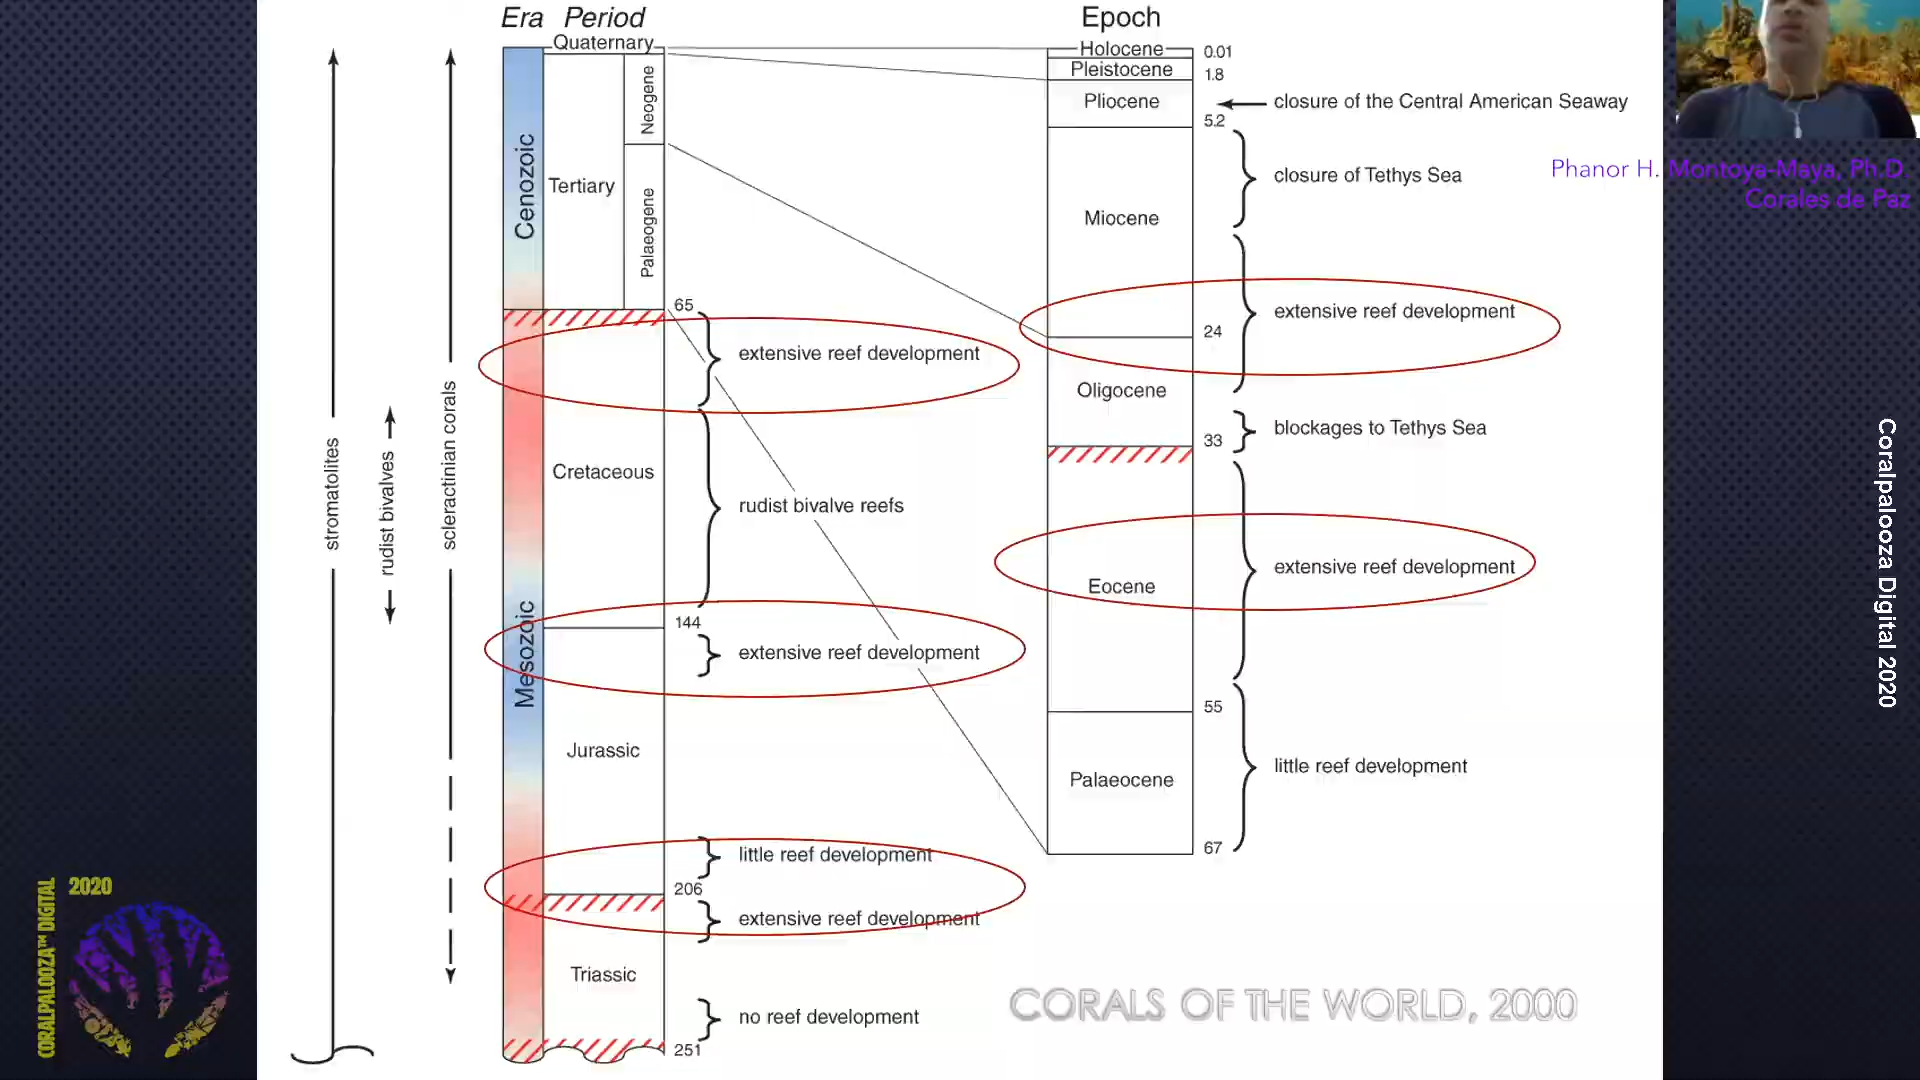 Era Period
Epoch
Quaternary
Holocene
0.01
Pleistocene
1.8
Pliocene
closure of the Central American Seaway
5.2
Neogene
Cenozoic
Tertiary
closure of Tethys Sea
Miocene
Palaeogene
Phanor H. Montoya-Maya, Ph.D.
Corales de Paz
65
extensive reef development
24
extensive reef development
Oligocene
blockages to Tethys Sea
33
stromatolites
rudist bivalves
scleractinian corals
Cretaceous
rudist bivalve reefs
extensive reef development
Eocene
144
Mesozoic
extensive reef development
55
Jurassic
little reef development
Palaeocene
67
little reef development
206
extensive reef development
Triassic
no reef development
251
CORALS OF THE WORLD, 2000
Coralpalooza Digital 2020
CORALPALOOZA™ DIGITAL
2020